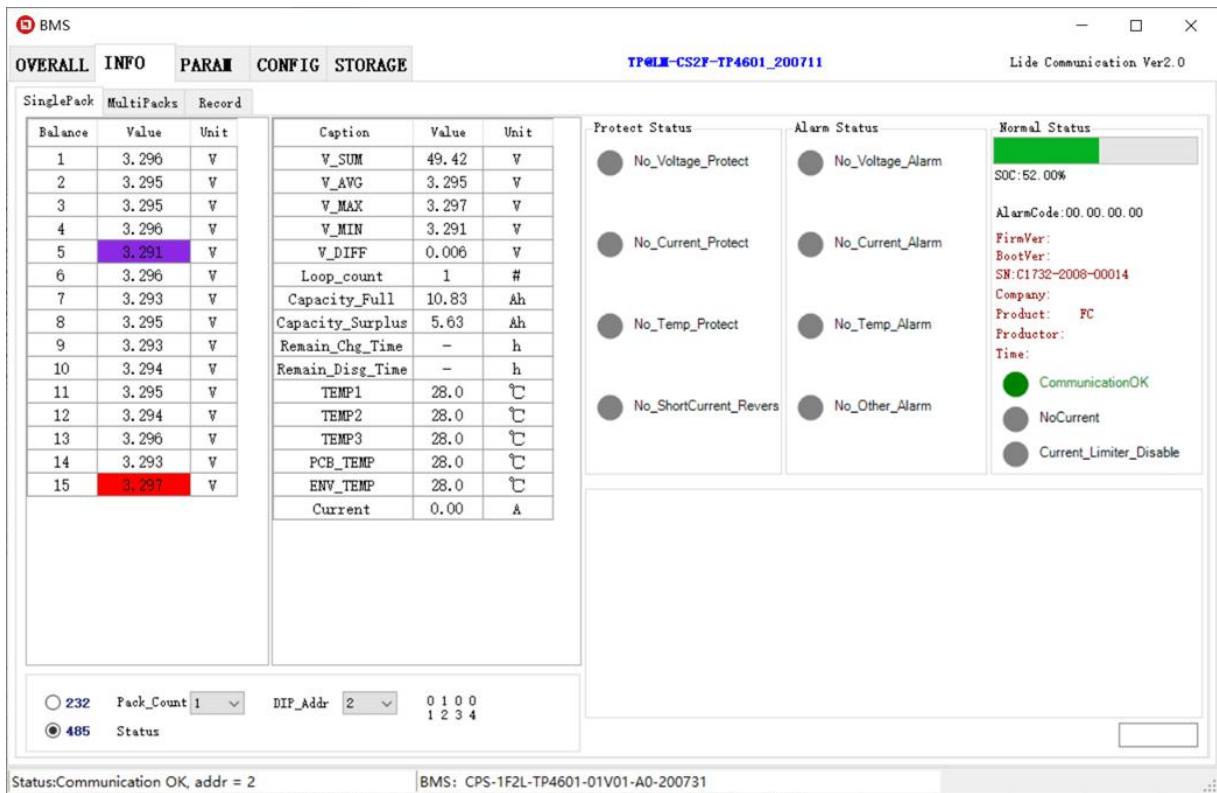 BMS
OVERALL INFO PARAM CONFIG STORAGE TP@LM-CS2F-TP4601_200711 Lide Communication Ver2.0
SinglePack MultiPacks Record
Balance Value Unit
1 3.296 V
2 3.295 V
3 3.295 V
4 3.296 V
5 3.291 V
6 3.296 V
7 3.293 V
8 3.295 V
9 3.293 V
10 3.294 V
11 3.295 V
12 3.294 V
13 3.296 V
14 3.293 V
15 3.297 V
Caption Value Unit
V_SUM 49.42 V
V_AVG 3.295 V
V_MAX 3.297 V
V_MIN 3.291 V
V_DIFF 0.006 V
Loop_count 1 #
Capacity_Full 10.83 Ah
Capacity_Surplus 5.63 Ah
Remain_Chg_Time – h
Remain_Disg_Time – h
TEMP1 28.0 ℃
TEMP2 28.0 ℃
TEMP3 28.0 ℃
PCB_TEMP 28.0 ℃
ENV_TEMP 28.0 ℃
Current 0.00 A
Protect Status
No_Voltage_Protect
No_Current_Protect
No_Temp_Protect
No_ShortCurrent_Revers
Alarm Status
No_Voltage_Alarm
No_Current_Alarm
No_Temp_Alarm
No_Other_Alarm
Normal Status
SOC:52.00%
AlarmCode:00.00.00.00
FirmVer:
BootVer:
SN:C1732-2008-00014
Company:
Product: FC
Productor:
Time:
CommunicationOK
NoCurrent
Current_Limiter_Disable
232 Pack_Count 1 DIP_Addr 2 0 1 0 0
1 2 3 4
485 Status
Status:Communication OK, addr = 2 BMS: CPS-1F2L-TP4601-01V01-A0-200731